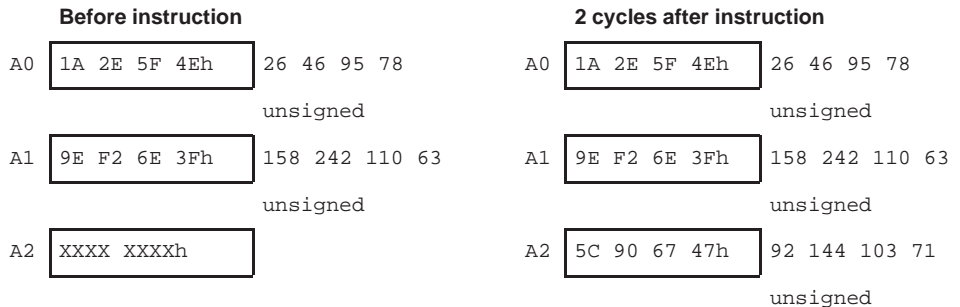 Before instruction 2 cycles after instruction
A0 1A 2E 5F 4Eh 26 46 95 78 A0 1A 2E 5F 4Eh 26 46 95 78
unsigned unsigned
A1 9E F2 6E 3Fh 158 242 110 63 A1 9E F2 6E 3Fh 158 242 110 63
unsigned unsigned
A2 XXXX XXXXh A2 5C 90 67 47h 92 144 103 71
unsigned